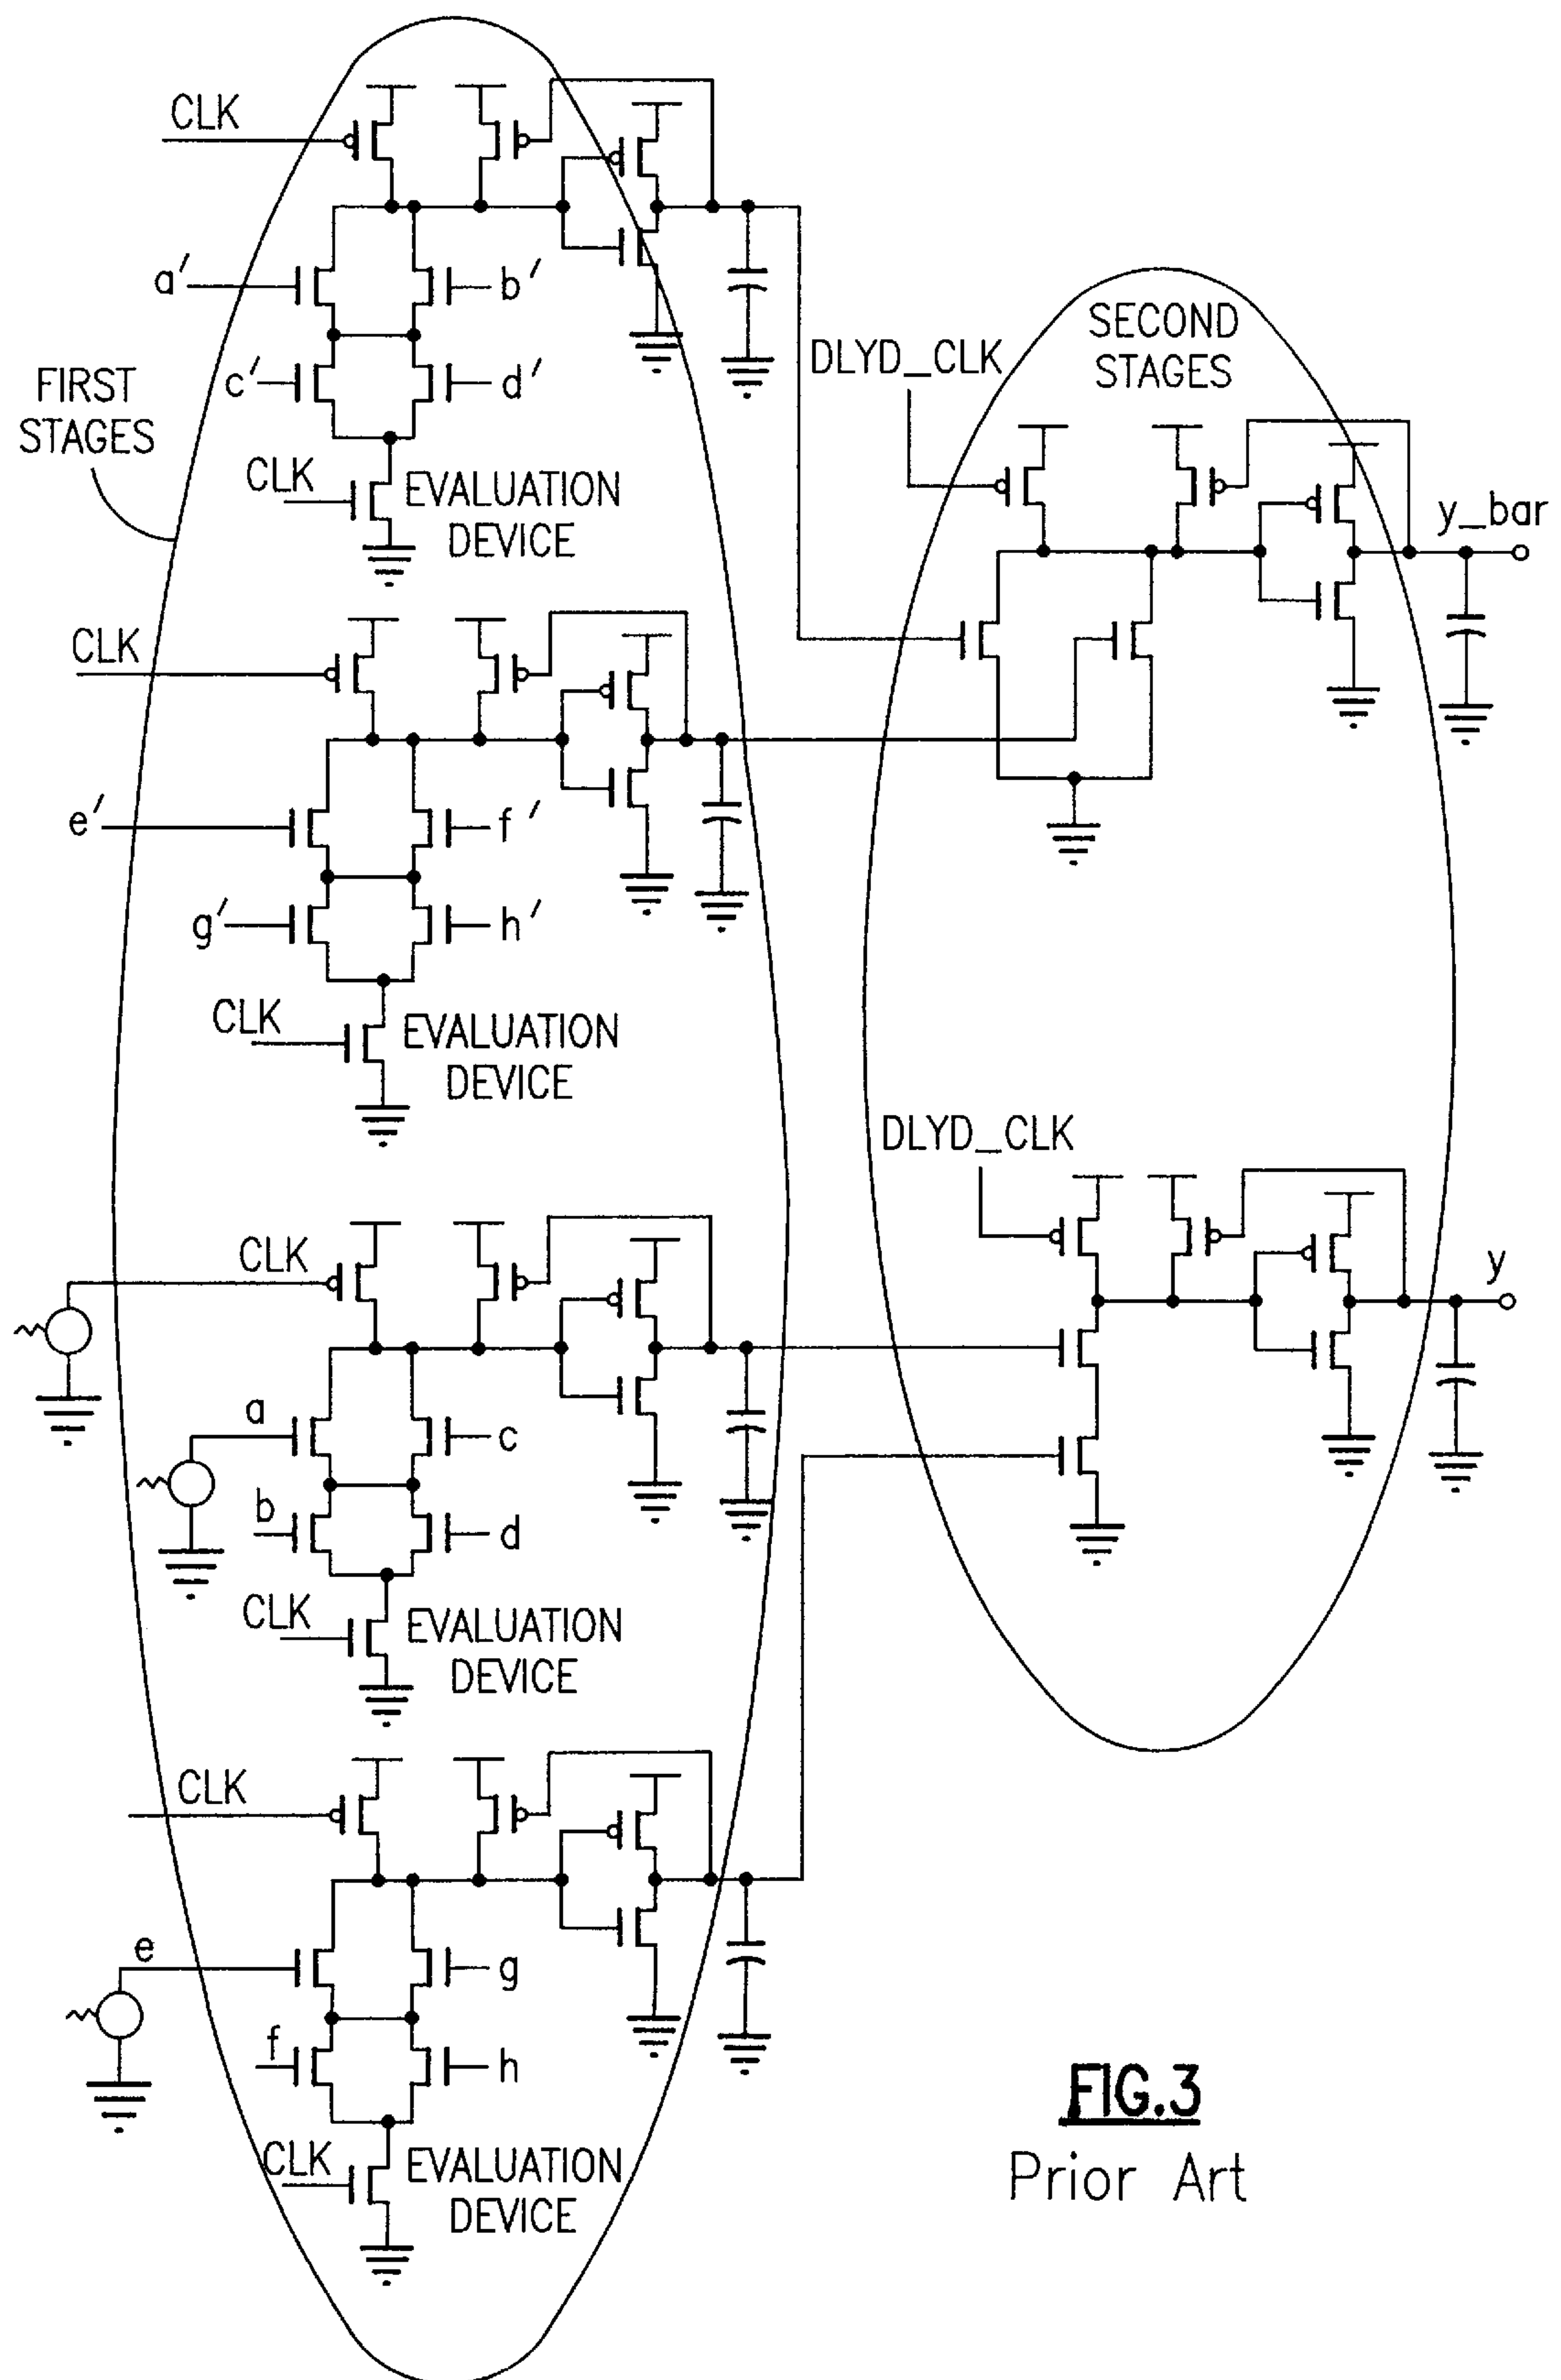 CLK
a' b'
c' d'
FIRST
STAGES
CLK
EVALUATION
DEVICE
DLYD_CLK
SECOND
STAGES
y_bar
CLK
e' f'
g' h'
CLK
EVALUATION
DEVICE
DLYD_CLK
y
CLK
a c
b d
CLK
EVALUATION
DEVICE
CLK
e g
f h
CLK
EVALUATION
DEVICE
FIG.3
Prior Art